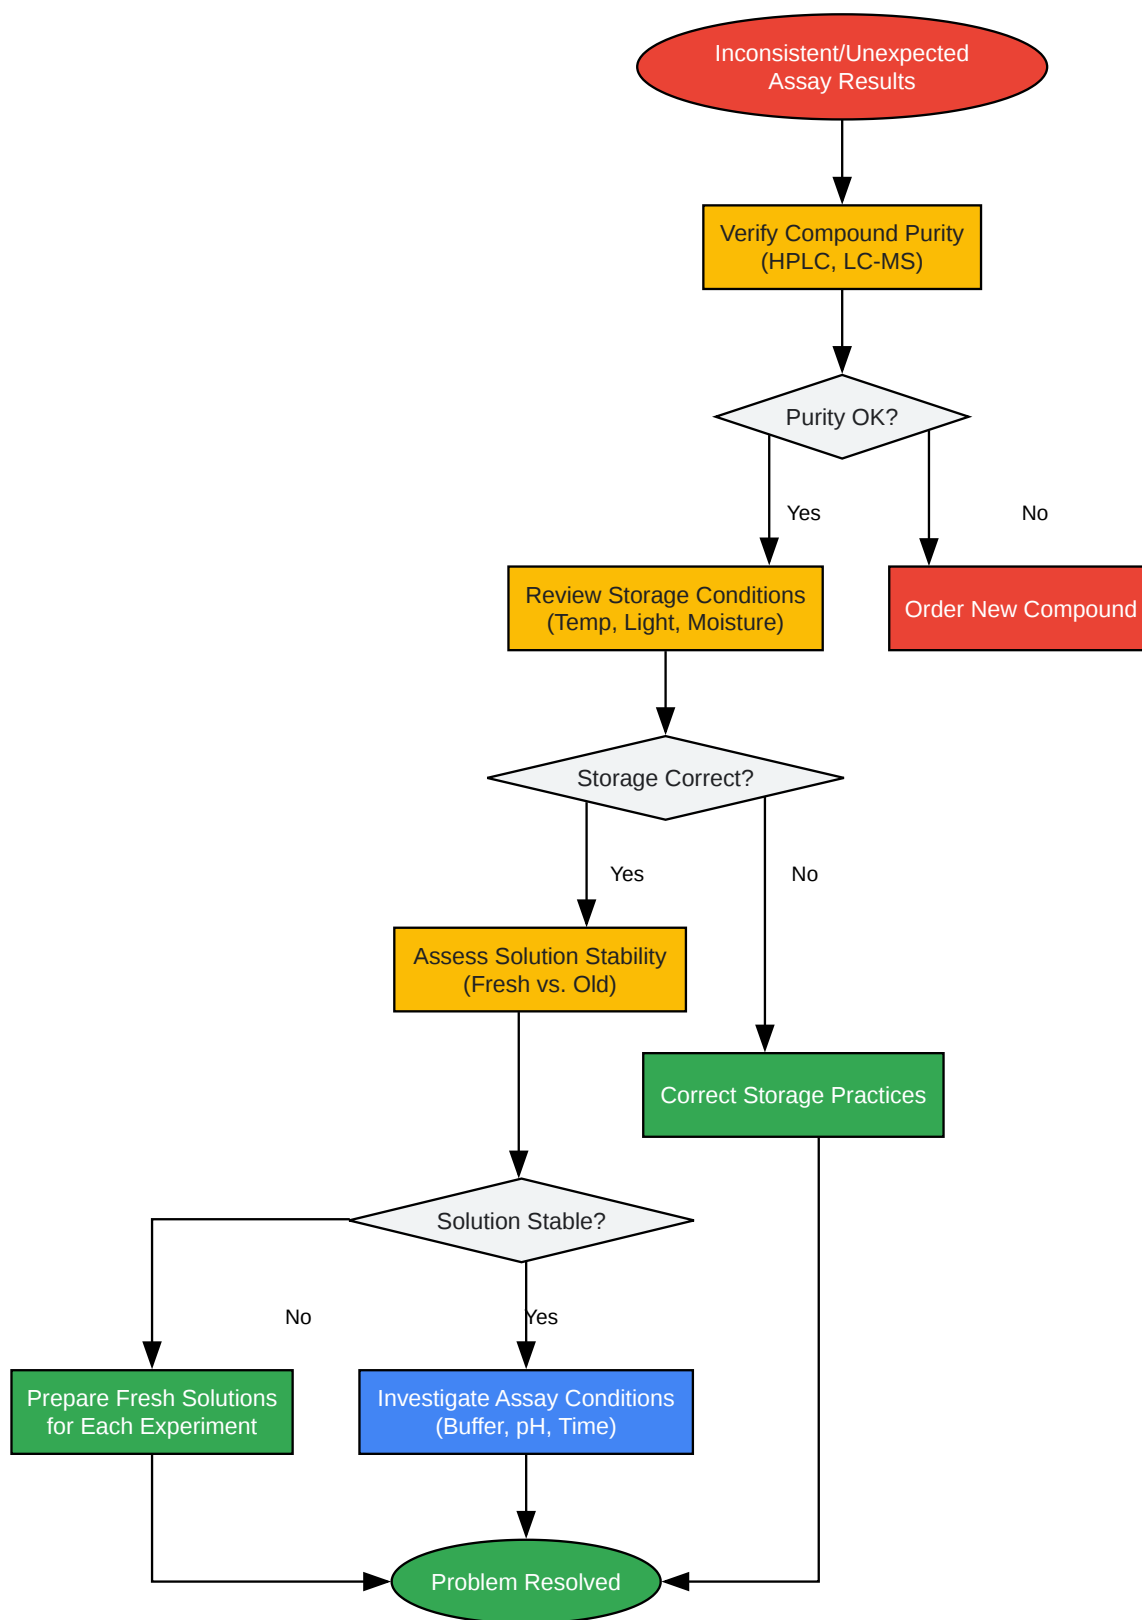 Inconsistent/Unexpected
Assay Results
Verify Compound Purity
(HPLC, LC-MS)
Purity OK?
Yes
No
Review Storage Conditions
(Temp, Light, Moisture)
Order New Compound
Storage Correct?
Yes
No
Assess Solution Stability
(Fresh vs. Old)
Correct Storage Practices
Solution Stable?
No
Yes
Prepare Fresh Solutions
for Each Experiment
Investigate Assay Conditions
(Buffer, pH, Time)
Problem Resolved